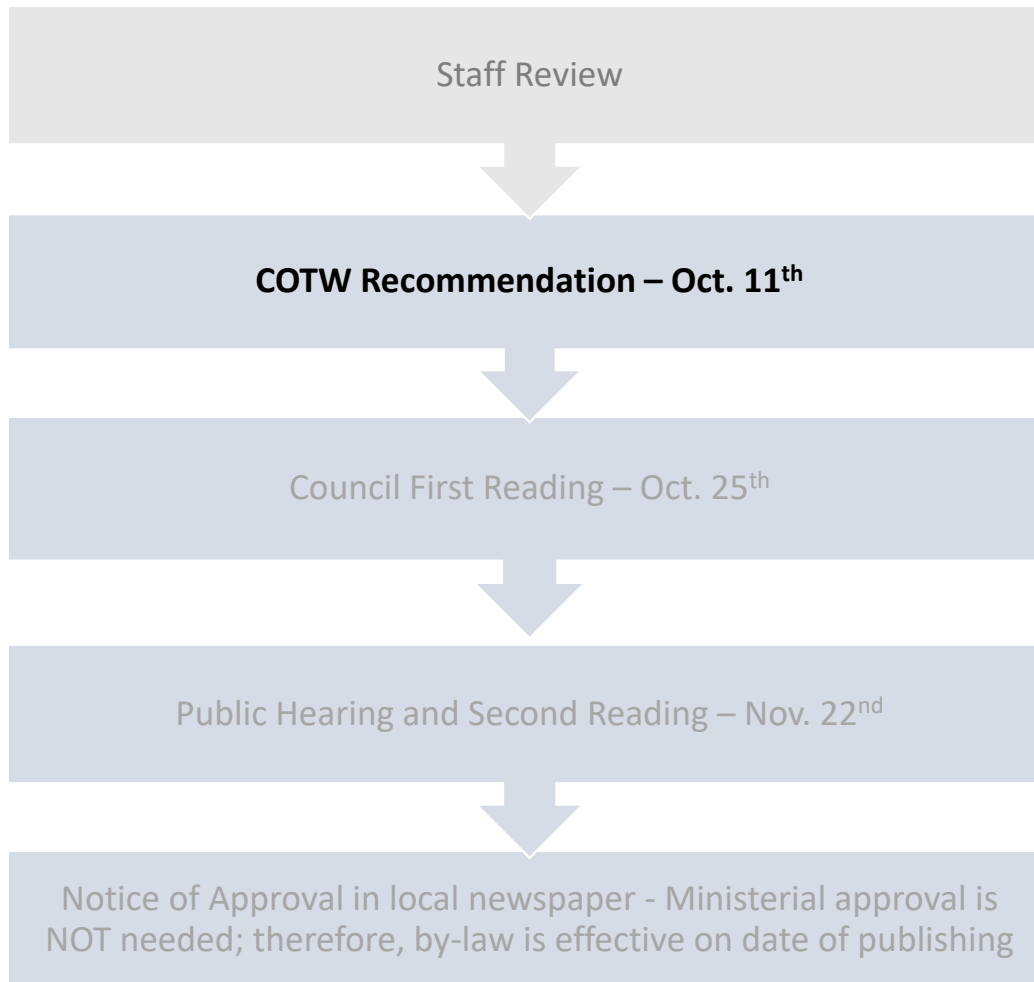 Staff Review
COTW Recommendation – Oct. 11th
Council First Reading – Oct. 25th
Public Hearing and Second Reading – Nov. 22nd
Notice of Approval in local newspaper - Ministerial approval is
NOT needed; therefore, by-law is effective on date of publishing